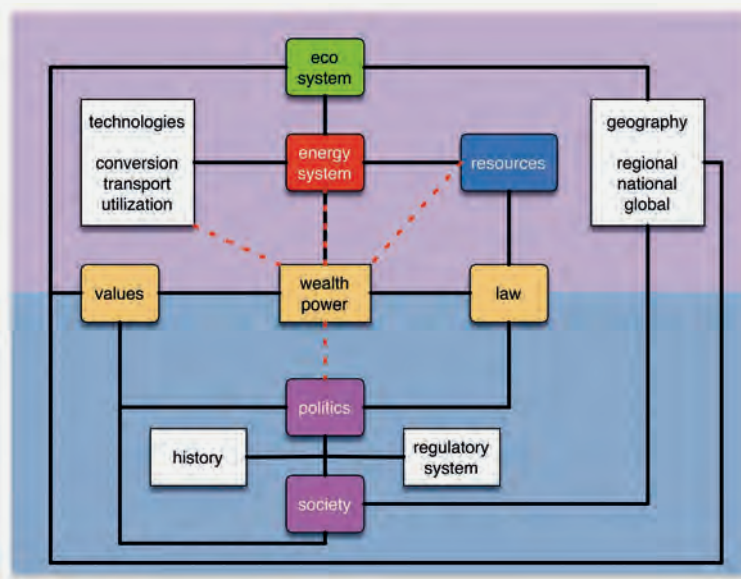 eco
system
technologies
conversion
transport
utilization
energy
system
resources
geography
regional
national
global
values
wealth
power
law
politics
history
regulatory
system
society